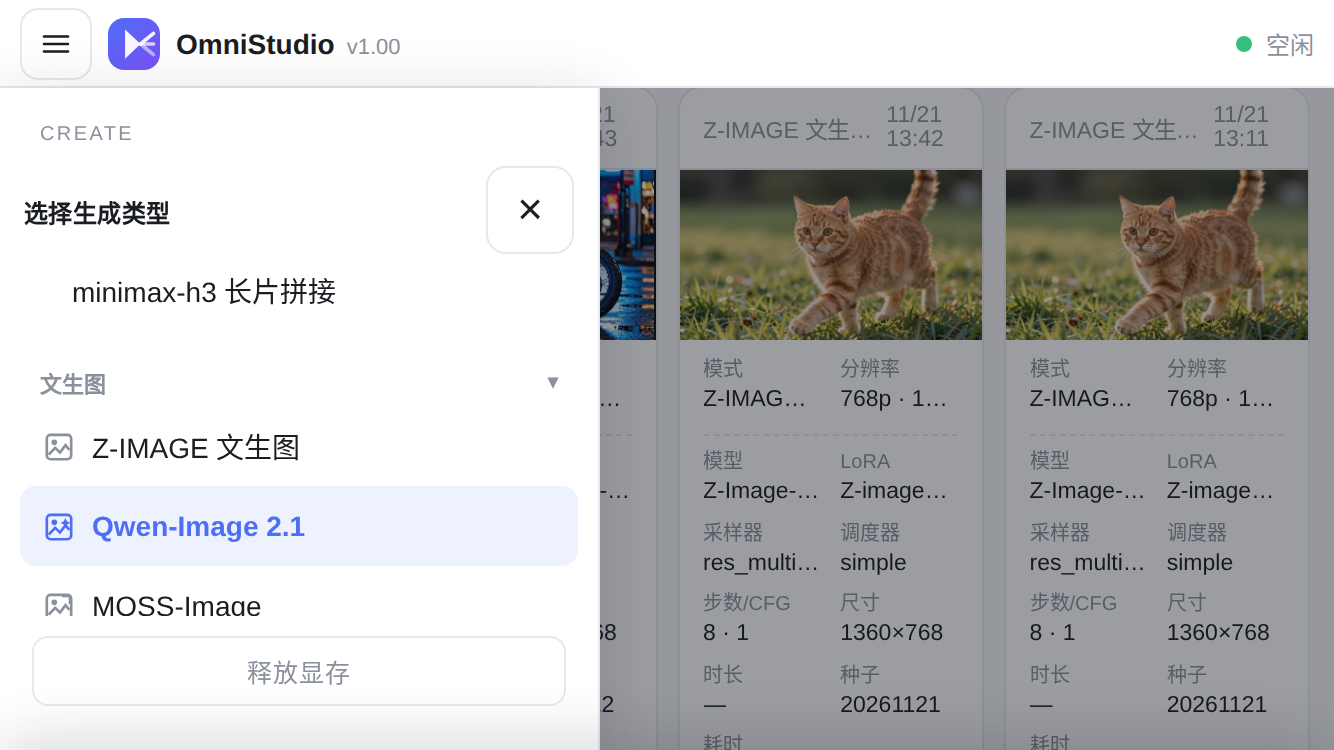 OmniStudio v1.00
空闲
CREATE
选择生成类型
minimax-h3 长片拼接
文生图
Z-IMAGE 文生图
Qwen-Image 2.1
MOSS-Image
释放显存
Z-IMAGE 文生… 11/21 13:42
模式 分辨率
Z-IMAG… 768p · 1…
模型 LoRA
Z-Image-… Z-image…
采样器 调度器
res_multi… simple
步数/CFG 尺寸
8 · 1 1360×768
时长 种子
— 20261121
耗时
Z-IMAGE 文生… 11/21 13:11
模式 分辨率
Z-IMAG… 768p · 1…
模型 LoRA
Z-Image-… Z-image…
采样器 调度器
res_multi… simple
步数/CFG 尺寸
8 · 1 1360×768
时长 种子
— 20261121
耗时